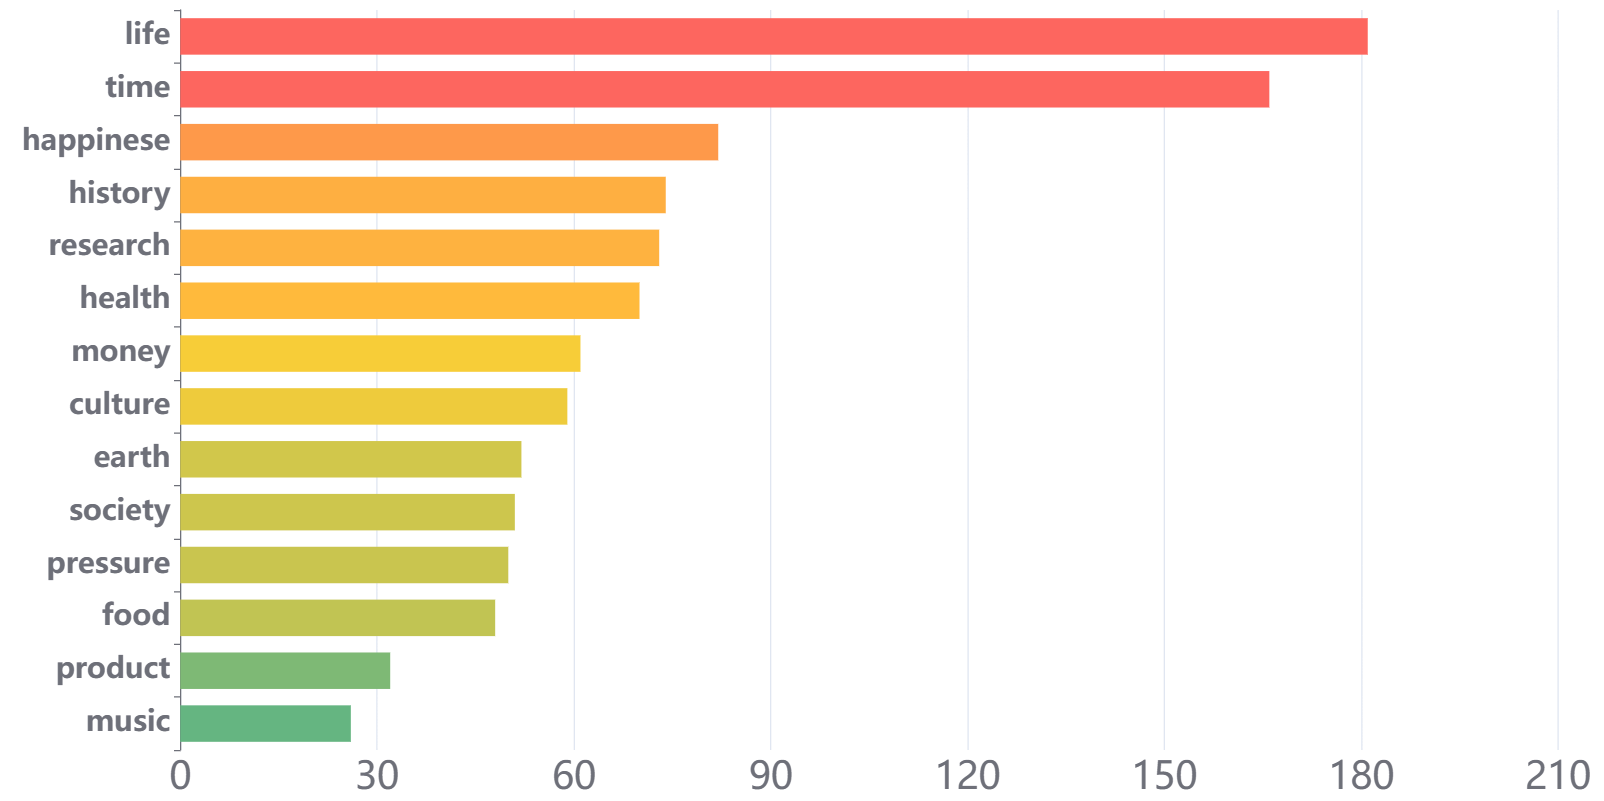 life
time
happinese
history
research
health
money
culture
earth
society
pressure
food
product
music
0 30 60 90 120 150 180 210